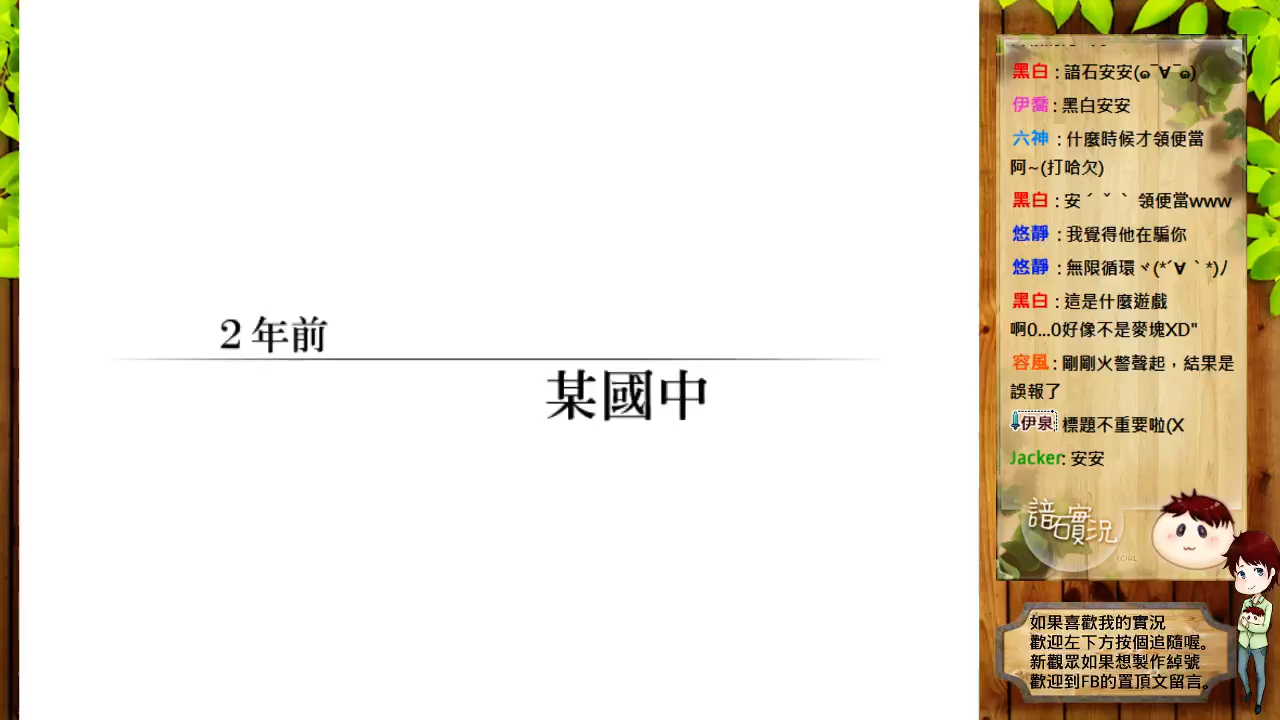 ２年前
某國中
黑白 : 諳石安安(๑¯∀¯๑)
伊喬 : 黑白安安
六神 : 什麼時候才領便當
阿~(打哈欠)
黑白 : 安ˊˇˋ 領便當www
悠靜 : 我覺得他在騙你
悠靜 : 無限循環ヾ(*´∀ˋ*)ﾉ
黑白 : 這是什麼遊戲
啊0...0好像不是麥塊XD"
容風 : 剛剛火警聲起，結果是
誤報了
伊泉: 標題不重要啦(X
Jacker: 安安
諳石實況
如果喜歡我的實況
歡迎左下方按個追隨喔。
新觀眾如果想製作綽號
歡迎到FB的置頂文留言。